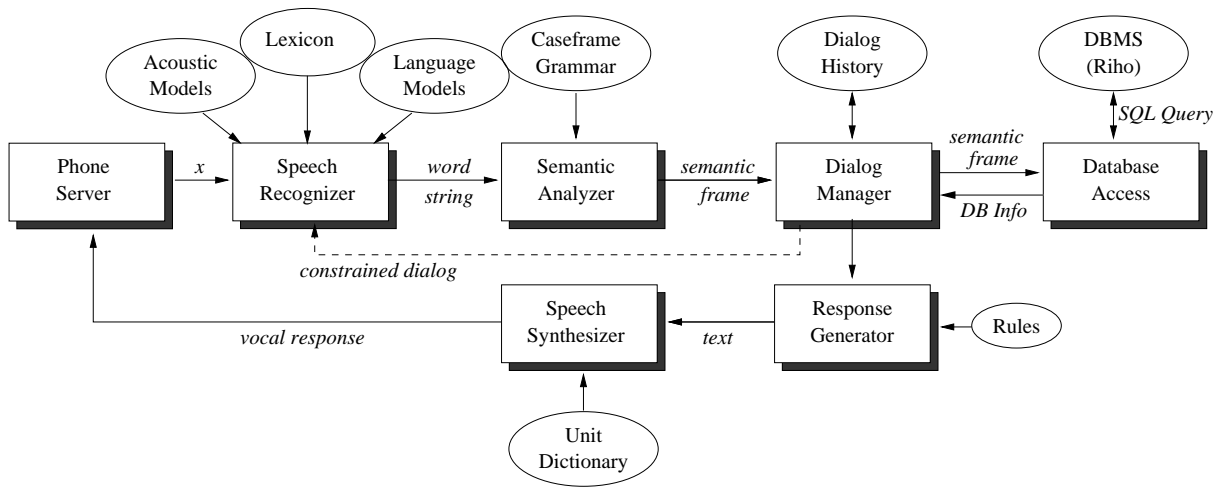 Lexicon
Caseframe
Grammar
Dialog
History
DBMS
(Riho)
Acoustic
Models
Language
Models
SQL Query
Phone
Server
x
Speech
Recognizer
word
string
Semantic
Analyzer
semantic
frame
Dialog
Manager
semantic
frame
DB Info
Database
Access
constrained dialog
vocal response
Speech
Synthesizer
text
Response
Generator
Rules
Unit
Dictionary